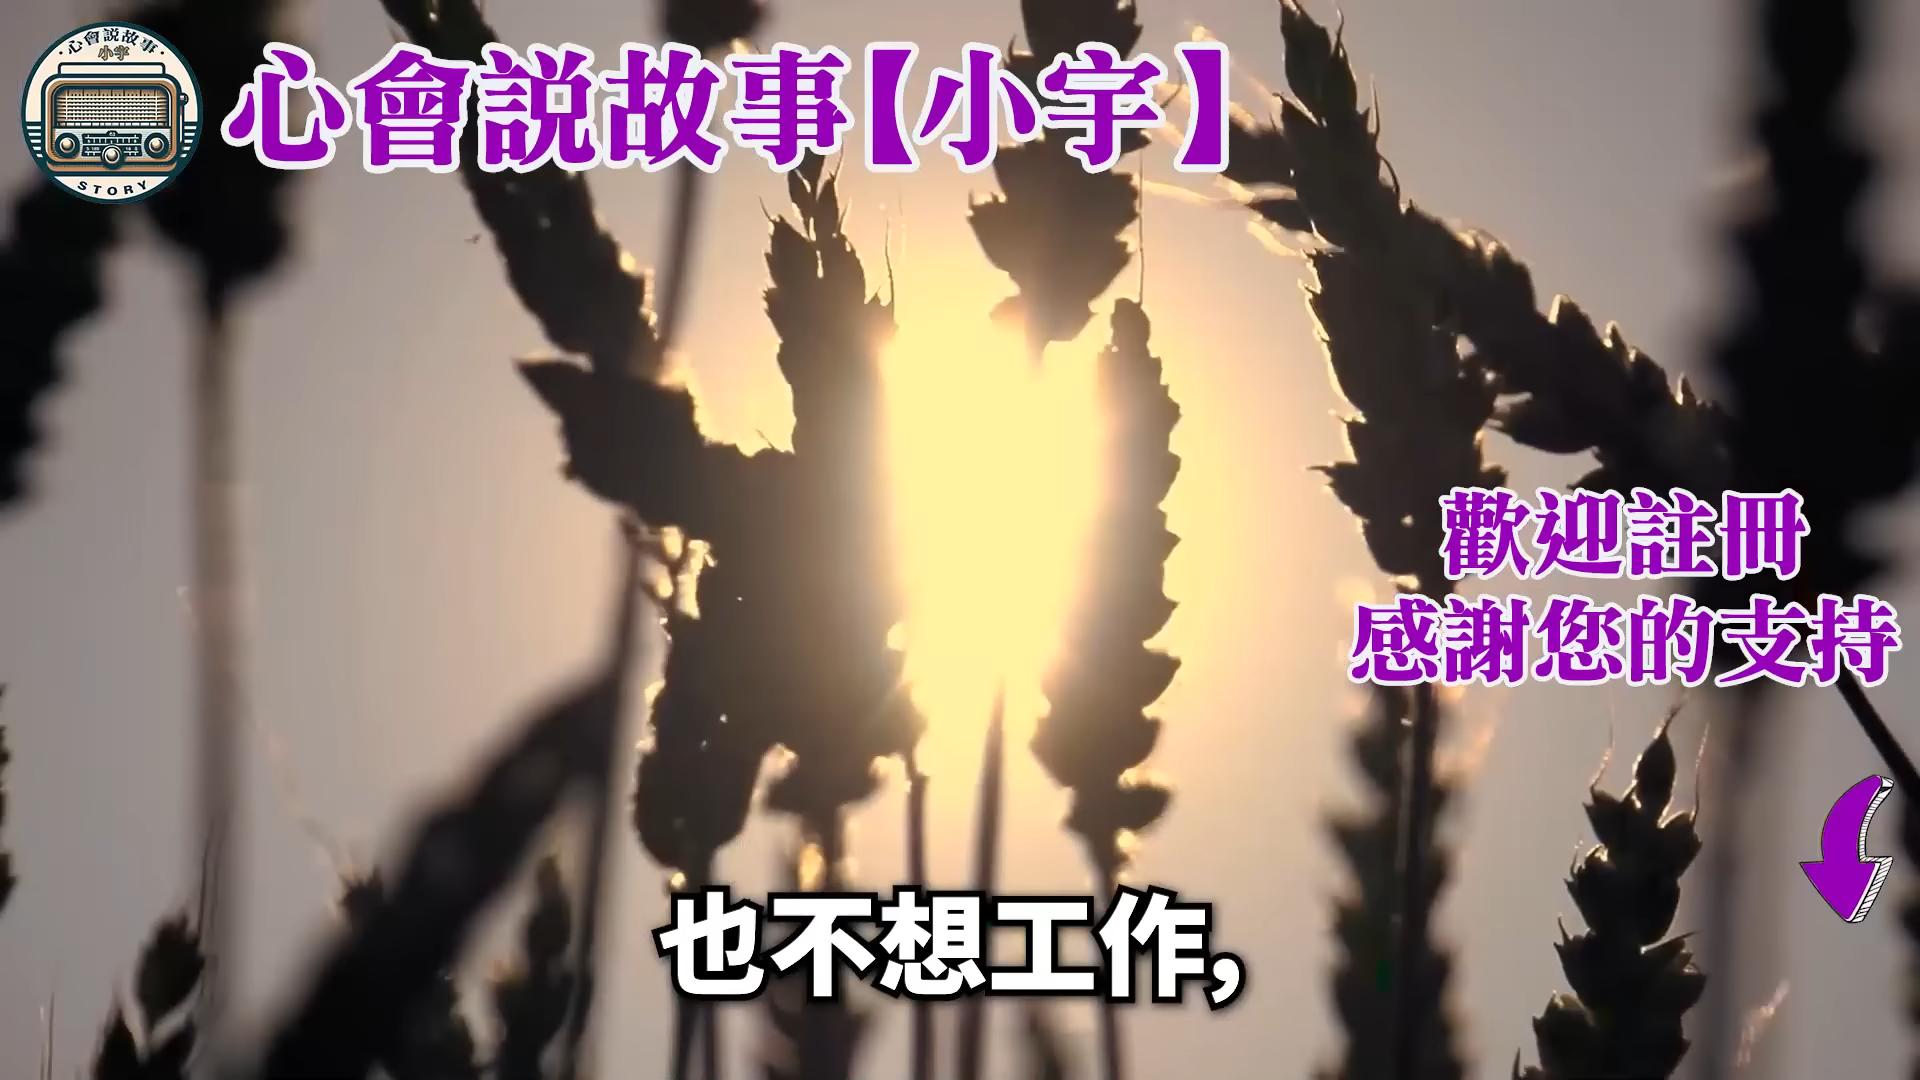 心會説故事
小宇
STORY
心會説故事【小宇】
歡迎註冊
感謝您的支持
也不想工作,